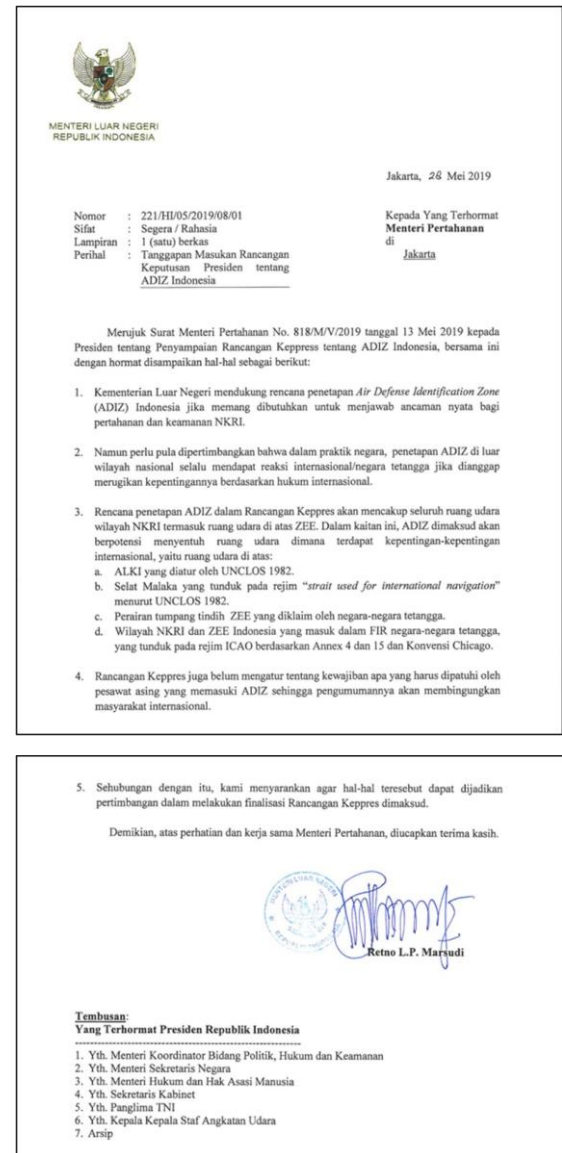 MENTERI LUAR NEGERI
REPUBLIK INDONESIA
Jakarta, 28 Mei 2019
Nomor : 221/HI/05/2019/08/01
Sifat : Segera / Rahasia
Lampiran : 1 (satu) berkas
Perihal : Tanggapan Masukan Rancangan
Keputusan Presiden tentang
ADIZ Indonesia
Kepada Yang Terhormat
Menteri Pertahanan
di
Jakarta
Merujuk Surat Menteri Pertahanan No. 818/M/V/2019 tanggal 13 Mei 2019 kepada
Presiden tentang Penyampaian Rancangan Keppress tentang ADIZ Indonesia, bersama ini
dengan hormat disampaikan hal-hal sebagai berikut:
1. Kementerian Luar Negeri mendukung rencana penetapan Air Defense Identification Zone
(ADIZ) Indonesia jika memang dibutuhkan untuk menjawab ancaman nyata bagi
pertahanan dan keamanan NKRI.
2. Namun perlu pula dipertimbangkan bahwa dalam praktik negara, penetapan ADIZ di luar
wilayah nasional selalu mendapat reaksi internasional/negara tetangga jika dianggap
merugikan kepentingannya berdasarkan hukum internasional.
3. Rencana penetapan ADIZ dalam Rancangan Keppres akan mencakup seluruh ruang udara
wilayah NKRI termasuk ruang udara di atas ZEE. Dalam kaitan ini, ADIZ dimaksud akan
berpotensi menyentuh ruang udara dimana terdapat kepentingan-kepentingan
internasional, yaitu ruang udara di atas:
a. ALKI yang diatur oleh UNCLOS 1982.
b. Selat Malaka yang tunduk pada rejim “strait used for international navigation”
menurut UNCLOS 1982.
c. Perairan tumpang tindih ZEE yang diklaim oleh negara-negara tetangga.
d. Wilayah NKRI dan ZEE Indonesia yang masuk dalam FIR negara-negara tetangga,
yang tunduk pada rejim ICAO berdasarkan Annex 4 dan 15 dan Konvensi Chicago.
4. Rancangan Keppres juga belum mengatur tentang kewajiban apa yang harus dipatuhi oleh
pesawat asing yang memasuki ADIZ sehingga pengumumannya akan membingungkan
masyarakat internasional.
5. Sehubungan dengan itu, kami menyarankan agar hal-hal teresebut dapat dijadikan
pertimbangan dalam melakukan finalisasi Rancangan Keppres dimaksud.
Demikian, atas perhatian dan kerja sama Menteri Pertahanan, diucapkan terima kasih.
MENTERI LUAR NEGERI
REPUBLIK INDONESIA
Retno L.P. Marsudi
Tembusan:
Yang Terhormat Presiden Republik Indonesia
1. Yth. Menteri Koordinator Bidang Politik, Hukum dan Keamanan
2. Yth. Menteri Sekretaris Negara
3. Yth. Menteri Hukum dan Hak Asasi Manusia
4. Yth. Sekretaris Kabinet
5. Yth. Panglima TNI
6. Yth. Kepala Kepala Staf Angkatan Udara
7. Arsip